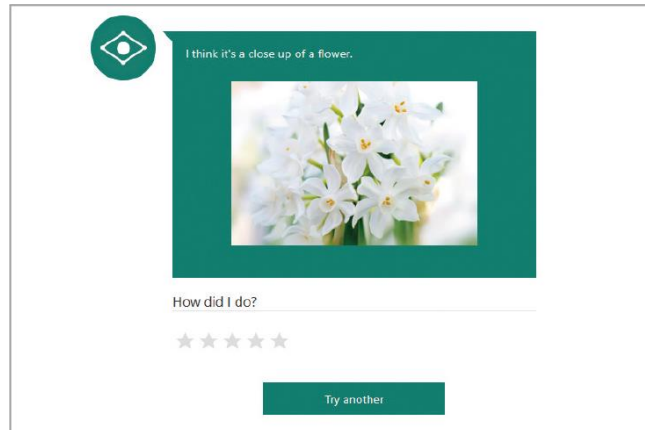 I think it's a close up of a flower.
How did I do?
Try another